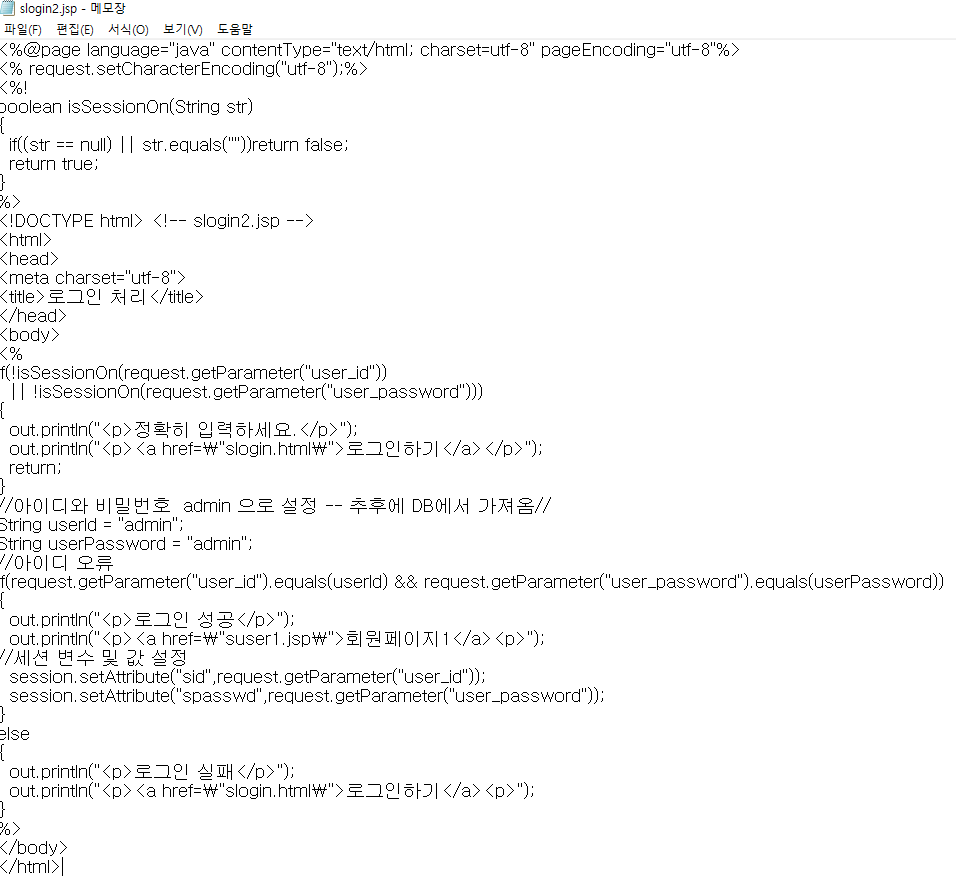 slogin2.jsp - 메모장
파일(F) 편집(E) 서식(O) 보기(V) 도움말
<%@page language="java" contentType="text/html; charset=utf-8" pageEncoding="utf-8"%>
<% request.setCharacterEncoding("utf-8");%>
<%!
boolean isSessionOn(String str)
{
  if((str == null) || str.equals(""))return false;
  return true;
}
%>
<!DOCTYPE html>  <!-- slogin2.jsp -->
<html>
<head>
<meta charset="utf-8">
<title>로그인 처리</title>
</head>
<body>
<%
if(!isSessionOn(request.getParameter("user_id"))
  || !isSessionOn(request.getParameter("user_password")))
{
  out.println("<p>정확히 입력하세요.</p>");
  out.println("<p><a href=₩"slogin.html₩">로그인하기</a></p>");
  return;
}
//아이디와 비밀번호  admin 으로 설정 -- 추후에 DB에서 가져옴//
String userId = "admin";
String userPassword = "admin";
//아이디 오류
if(request.getParameter("user_id").equals(userId) && request.getParameter("user_password").equals(userPassword))
{
  out.println("<p>로그인 성공</p>");
  out.println("<p><a href=₩"suser1.jsp₩">회원페이지1</a><p>");
//세션 변수 및 값 설정
  session.setAttribute("sid",request.getParameter("user_id"));
  session.setAttribute("spasswd",request.getParameter("user_password"));
}
else
{
  out.println("<p>로그인 실패</p>");
  out.println("<p><a href=₩"slogin.html₩">로그인하기</a><p>");
}
%>
</body>
</html>